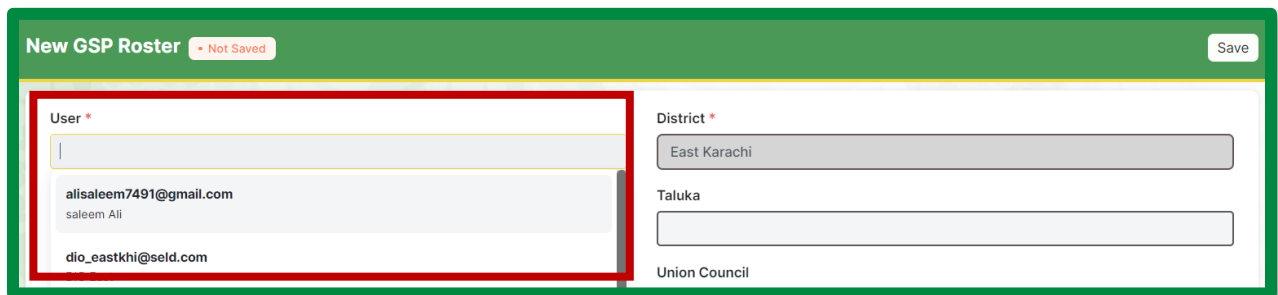 New GSP Roster • Not Saved
Save
User *
alisaleem7491@gmail.com
saleem Ali
dio_eastkhi@seld.com
District *
East Karachi
Taluka
Union Council